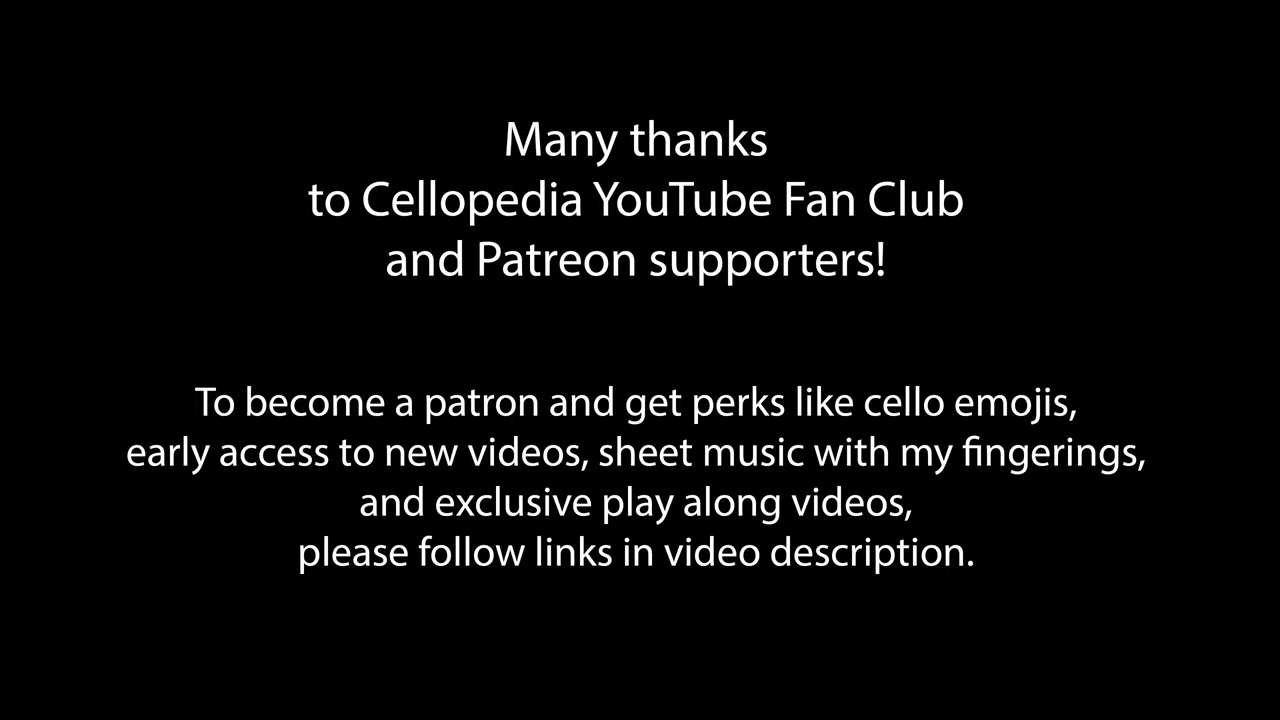 Many thanks
to Cellopedia YouTube Fan Club
and Patreon supporters!
To become a patron and get perks like cello emojis,
early access to new videos, sheet music with my fingerings,
and exclusive play along videos,
please follow links in video description.